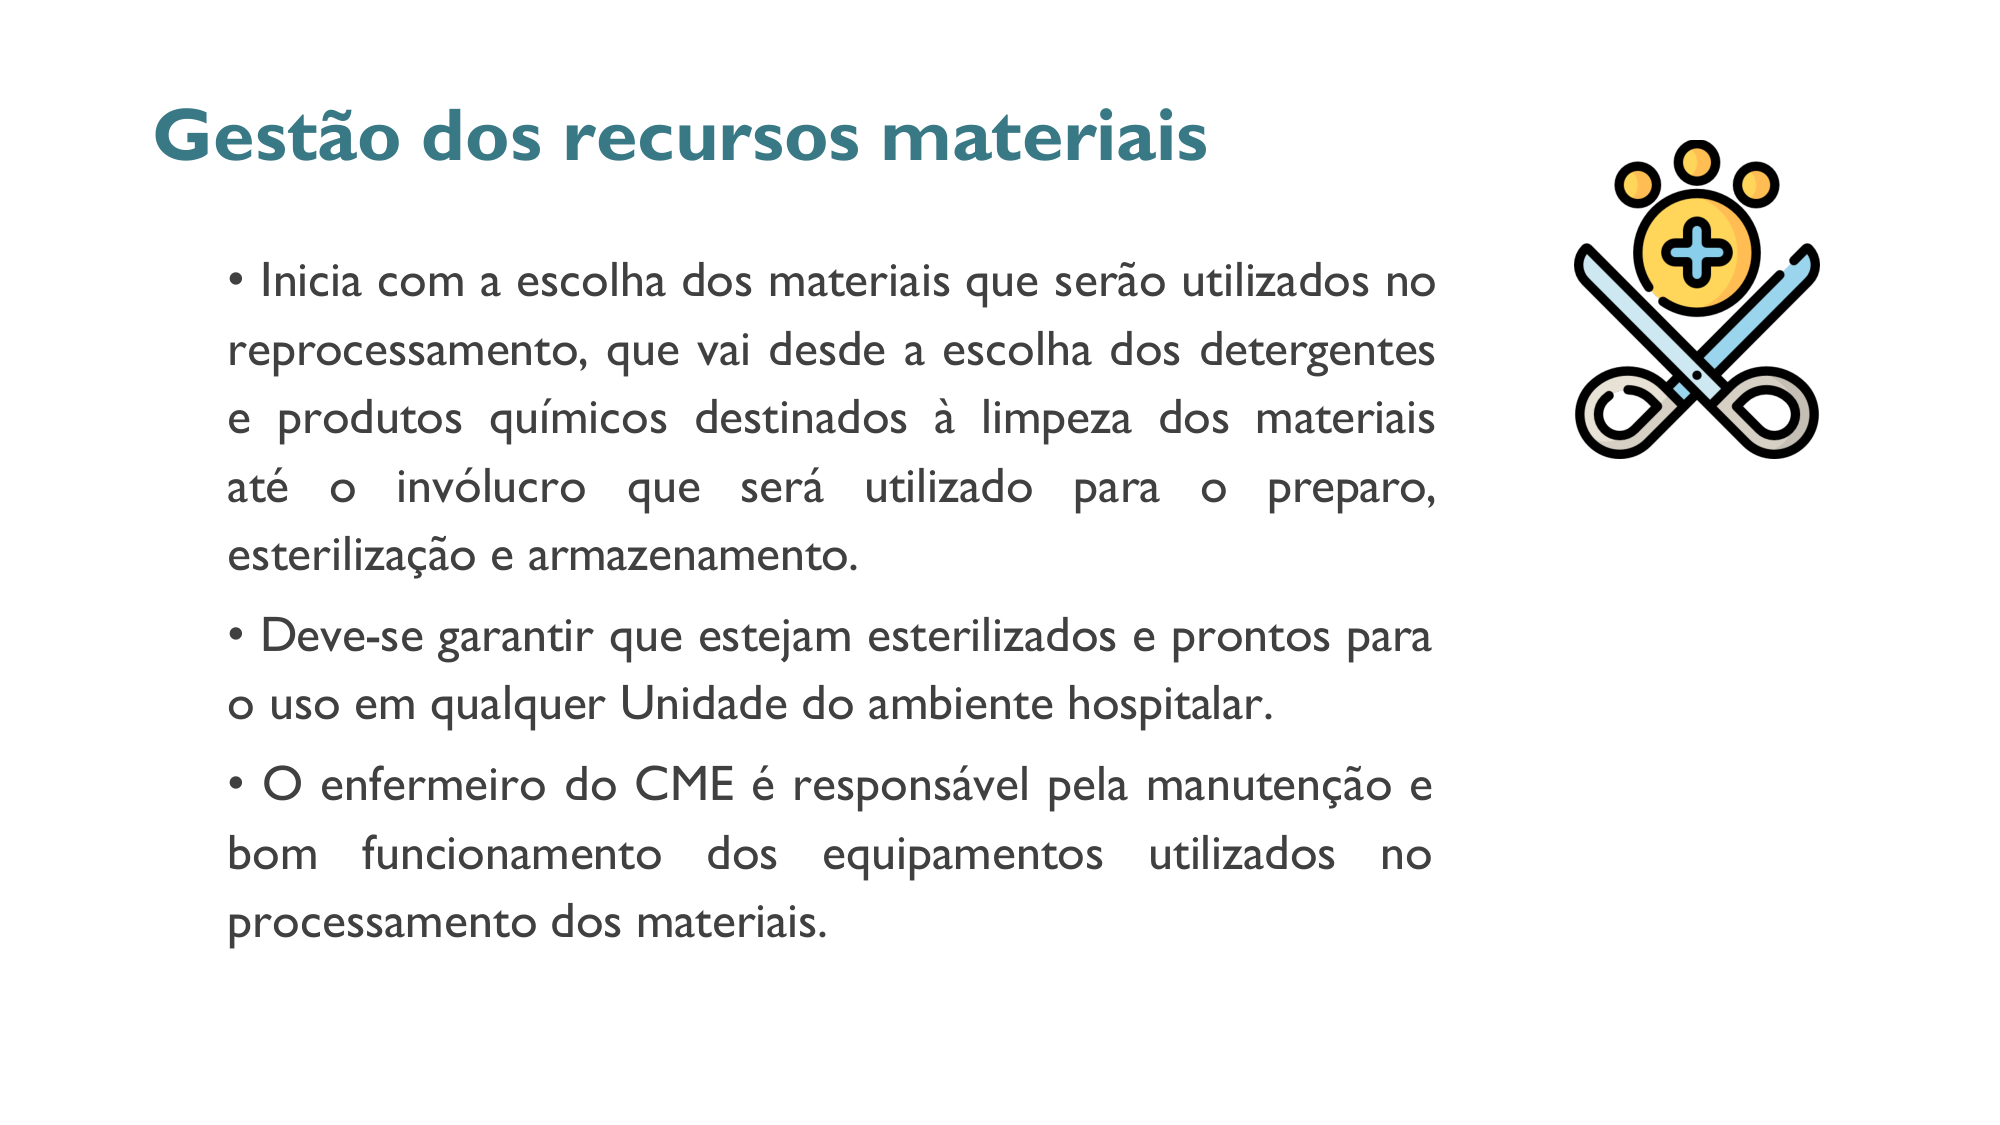 Gestão dos recursos materiais
• Inicia com a escolha dos materiais que serão utilizados no
reprocessamento, que vai desde a escolha dos detergentes
e produtos químicos destinados à limpeza dos materiais
até o invólucro que será utilizado para o preparo,
esterilização e armazenamento.
• Deve-se garantir que estejam esterilizados e prontos para
o uso em qualquer Unidade do ambiente hospitalar.
• O enfermeiro do CME é responsável pela manutenção e
bom funcionamento dos equipamentos utilizados no
processamento dos materiais.